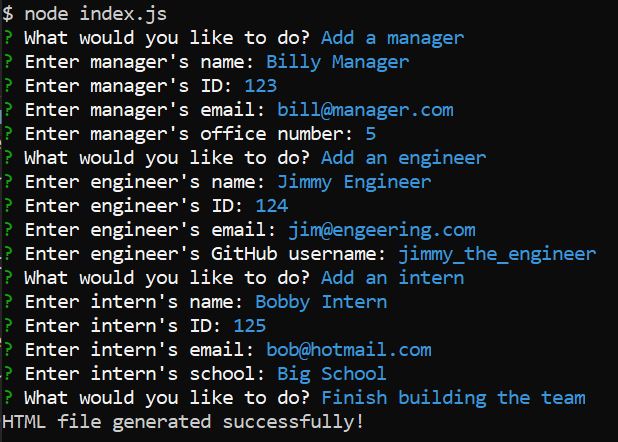 $ node index.js
? What would you like to do? Add a manager
? Enter manager's name: Billy Manager
? Enter manager's ID: 123
? Enter manager's email: bill@manager.com
? Enter manager's office number: 5
? What would you like to do? Add an engineer
? Enter engineer's name: Jimmy Engineer
? Enter engineer's ID: 124
? Enter engineer's email: jim@engeering.com
? Enter engineer's GitHub username: jimmy_the_engineer
? What would you like to do? Add an intern
? Enter intern's name: Bobby Intern
? Enter intern's ID: 125
? Enter intern's email: bob@hotmail.com
? Enter intern's school: Big School
? What would you like to do? Finish building the team
HTML file generated successfully!